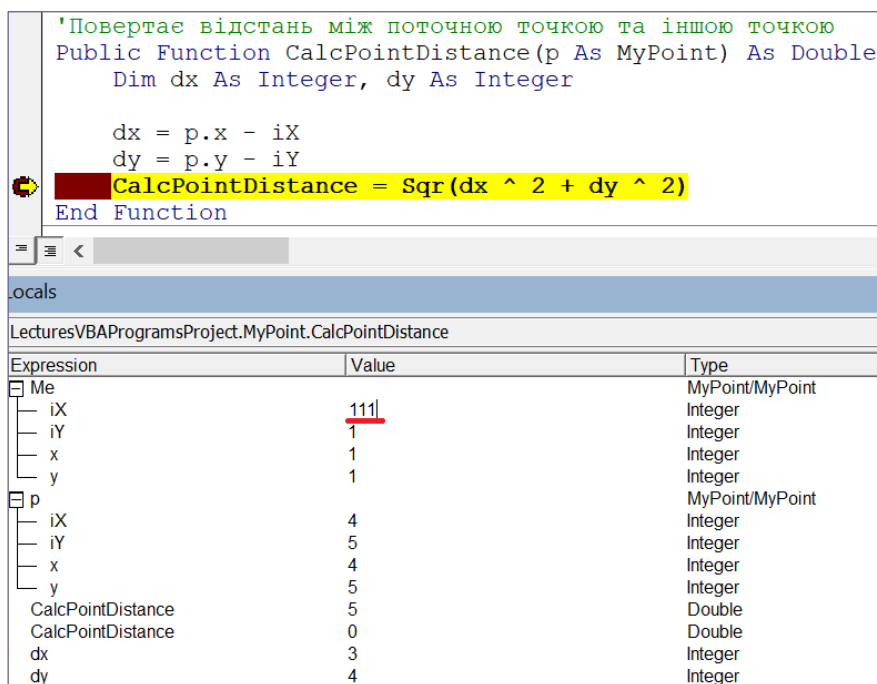 'Повертає відстань між поточною точкою та іншою точкою
Public Function CalcPointDistance(p As MyPoint) As Double
Dim dx As Integer, dy As Integer
dx = p.x - iX
dy = p.y - iY
CalcPointDistance = Sqr(dx ^ 2 + dy ^ 2)
End Function
Locals
LecturesVBAProgramsProject.MyPoint.CalcPointDistance
Expression Value Type
Me MyPoint/MyPoint
iX 111 Integer
iY 1 Integer
x 1 Integer
y 1 Integer
p MyPoint/MyPoint
iX 4 Integer
iY 5 Integer
x 4 Integer
y 5 Integer
CalcPointDistance 5 Double
CalcPointDistance 0 Double
dx 3 Integer
dy 4 Integer